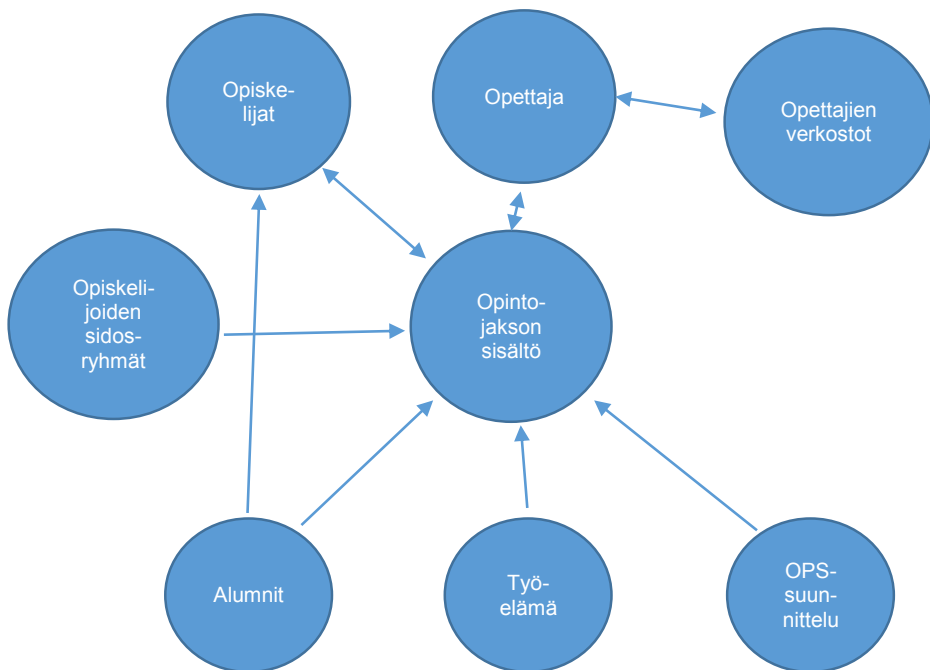 Opiske-
lijat
Opettaja
Opettajien
verkostot
Opiskeli-
joiden
sidos-
ryhmät
Opinto-
jakson
sisältö
Alumnit
Työ-
elämä
OPS-
suun-
nittelu